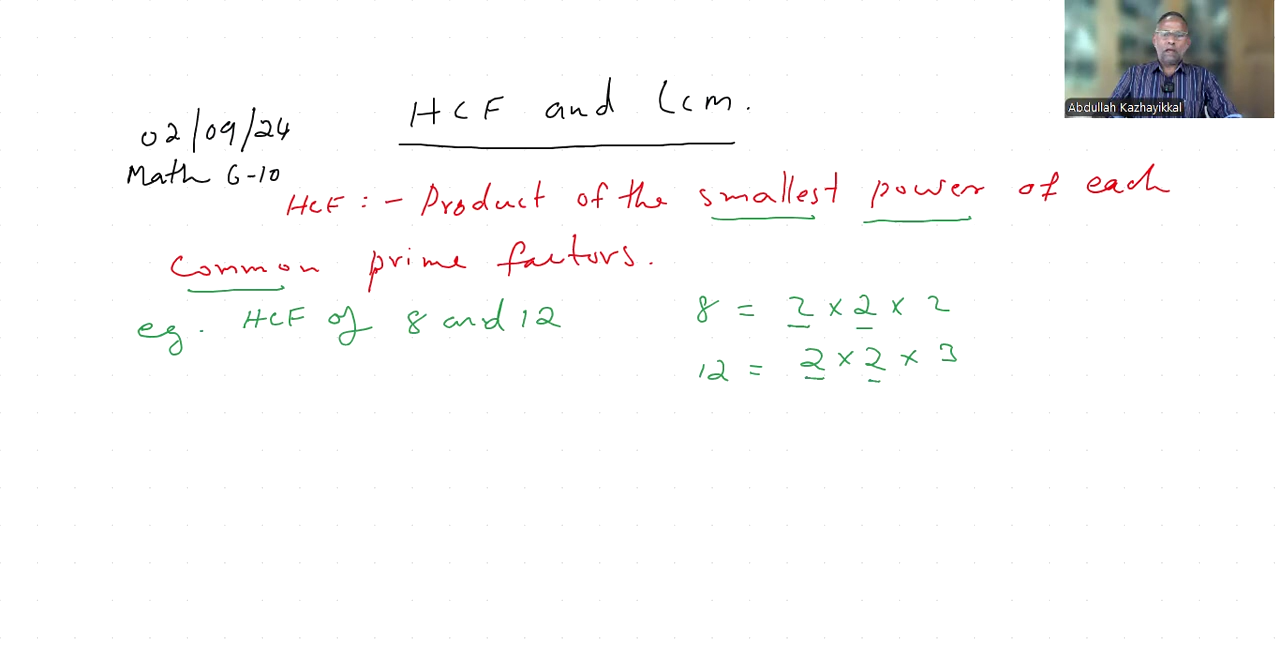 Abdullah Kazhayikkal
HCF and Lcm.
02/09/24
Math 6-10
HCF :- Product of the smallest power of each
common prime factors.
eg. HCF of 8 and 12
8 = 2 x 2 x 2
12 = 2 x 2 x 3